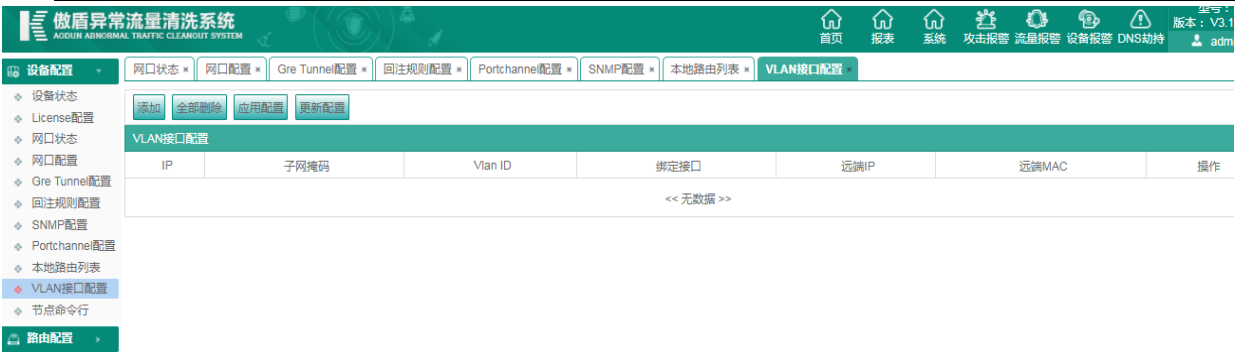 傲盾异常流量清洗系统
AODUN ABNORMAL TRAFFIC CLEANOUT SYSTEM
首页 报表 系统 攻击报警 流量报警 设备报警 DNS劫持
型号：
版本：V3.1
adm
设备配置
网口状态 × 网口配置 × Gre Tunnel配置 × 回注规则配置 × Portchannel配置 × SNMP配置 × 本地路由列表 × VLAN接口配置 ×
设备状态
License配置
网口状态
网口配置
Gre Tunnel配置
回注规则配置
SNMP配置
Portchannel配置
本地路由列表
VLAN接口配置
节点命令行
路由配置
添加 全部删除 应用配置 更新配置
VLAN接口配置
IP 子网掩码 Vlan ID 绑定接口 远端IP 远端MAC 操作
<< 无数据 >>